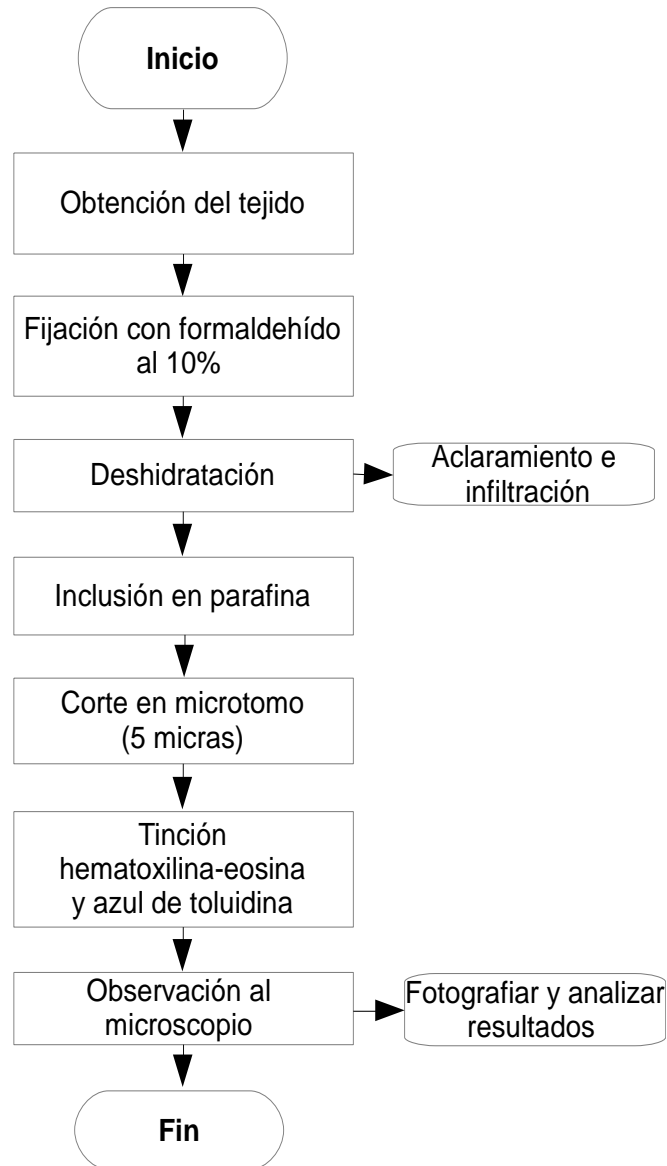 Inicio
Obtención del tejido
Fijación con formaldehído
al 10%
Deshidratación
Aclaramiento e
infiltración
Inclusión en parafina
Corte en microtomo
(5 micras)
Tinción
hematoxilina-eosina
y azul de toluidina
Observación al
microscopio
Fotografiar y analizar
resultados
Fin